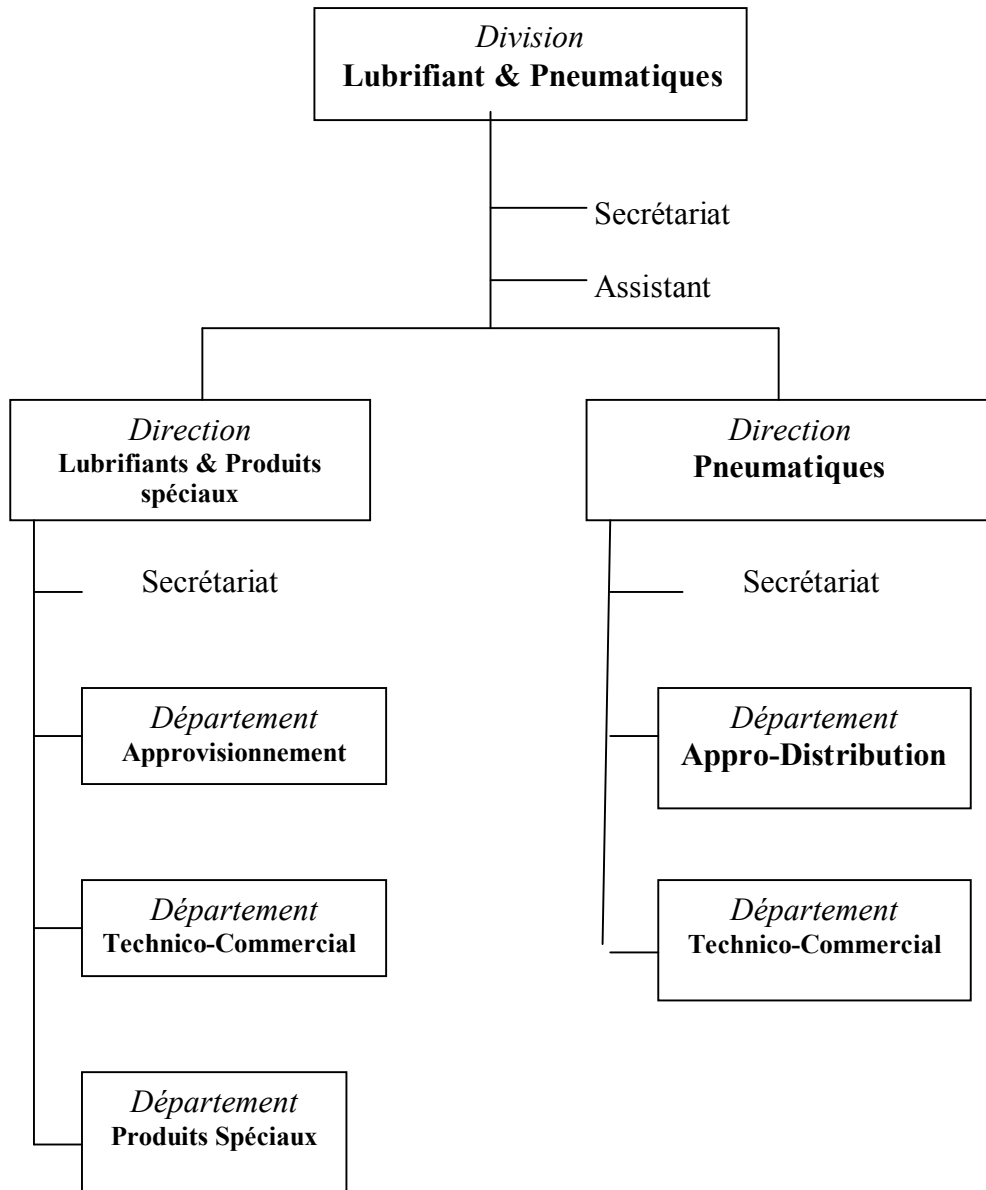 Division
Lubrifiant & Pneumatiques
Secrétariat
Assistant
Direction
Lubrifiants & Produits
spéciaux
Secrétariat
Département
Approvisionnement
Département
Technico-Commercial
Département
Produits Spéciaux
Direction
Pneumatiques
Secrétariat
Département
Appro-Distribution
Département
Technico-Commercial